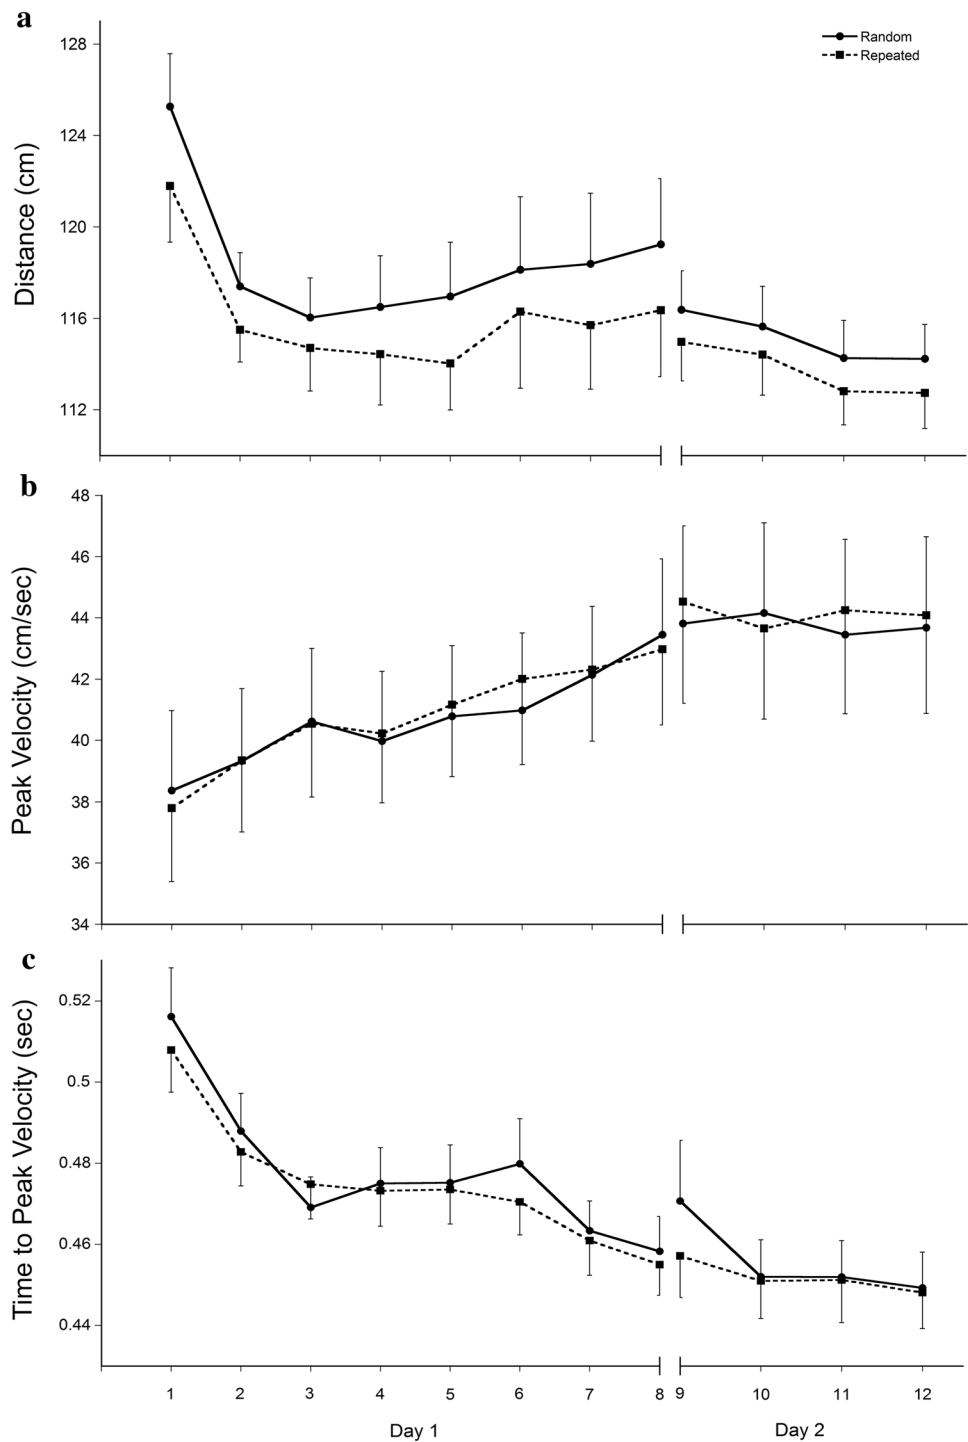 a
128
124
120
116
112
Distance (cm)
Random
Repeated
b
48
46
44
42
40
38
36
34
Peak Velocity (cm/sec)
c
0.52
0.5
0.48
0.46
0.44
Time to Peak Velocity (sec)
1 2 3 4 5 6 7 8 9 10 11 12
Day 1 Day 2